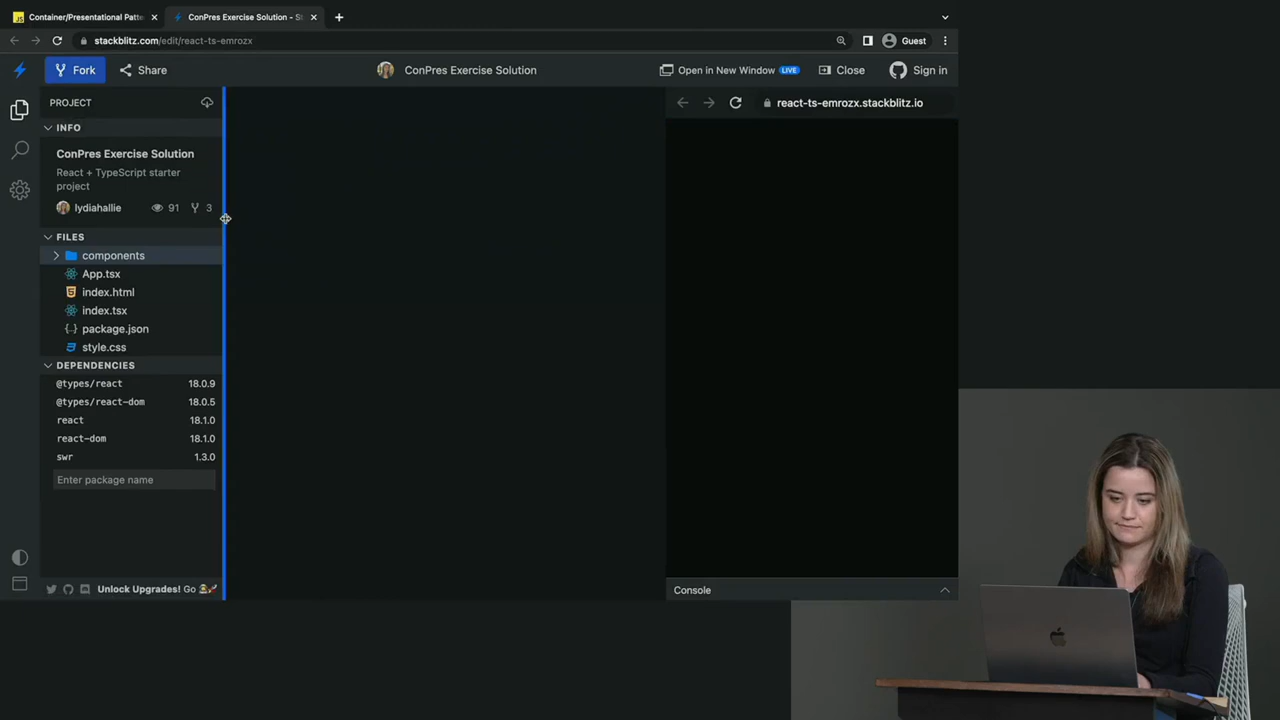 JS Container/Presentational Patte
ConPres Exercise Solution - St
stackblitz.com/edit/react-ts-emrozx
Guest
Fork
Share
ConPres Exercise Solution
Open in New Window LIVE
Close
Sign in
PROJECT
react-ts-emrozx.stackblitz.io
INFO
ConPres Exercise Solution
React + TypeScript starter
project
lydiahallie 91 3
FILES
components
App.tsx
index.html
index.tsx
package.json
style.css
DEPENDENCIES
@types/react 18.0.9
@types/react-dom 18.0.5
react 18.1.0
react-dom 18.1.0
swr 1.3.0
Enter package name
Unlock Upgrades! Go
Console